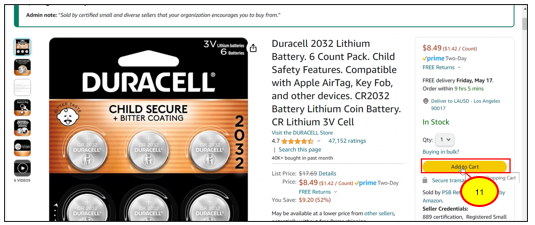 Admin note: "Sold by certified small and diverse sellers that your organization encourages you to buy from."
3V Lithium batteries
6
DURACELL®
CHILD SECURE
+ BITTER COATING
2032
DURACELL
DURACELL
DURACELL
6 VIDEOS
Duracell 2032 Lithium
Battery. 6 Count Pack. Child
Safety Features. Compatible
with Apple AirTag, Key Fob,
and other devices. CR2032
Battery Lithium Coin Battery.
CR Lithium 3V Cell
Visit the DURACELL Store
4.7 47,152 ratings
| Search this page
40K+ bought in past month
List Price: $17.69 Details
Price: $8.49 ($1.42 / Count) prime Two-Day
FREE Returns
You Save: $9.20 (52%)
May be available at a lower price from other sellers,
$8.49 ($1.42 / Count)
prime Two-Day
FREE Returns
FREE delivery Friday, May 17.
Order within 9 hrs 5 mins
Deliver to LAUSD - Los Angeles
90017
In Stock
Qty: 1
Buying in bulk?
Add to Cart
Secure transa
opping Cart
11
Sold by PSB Re
by
Amazon.
Seller Credentials:
889 certification, Registered Small